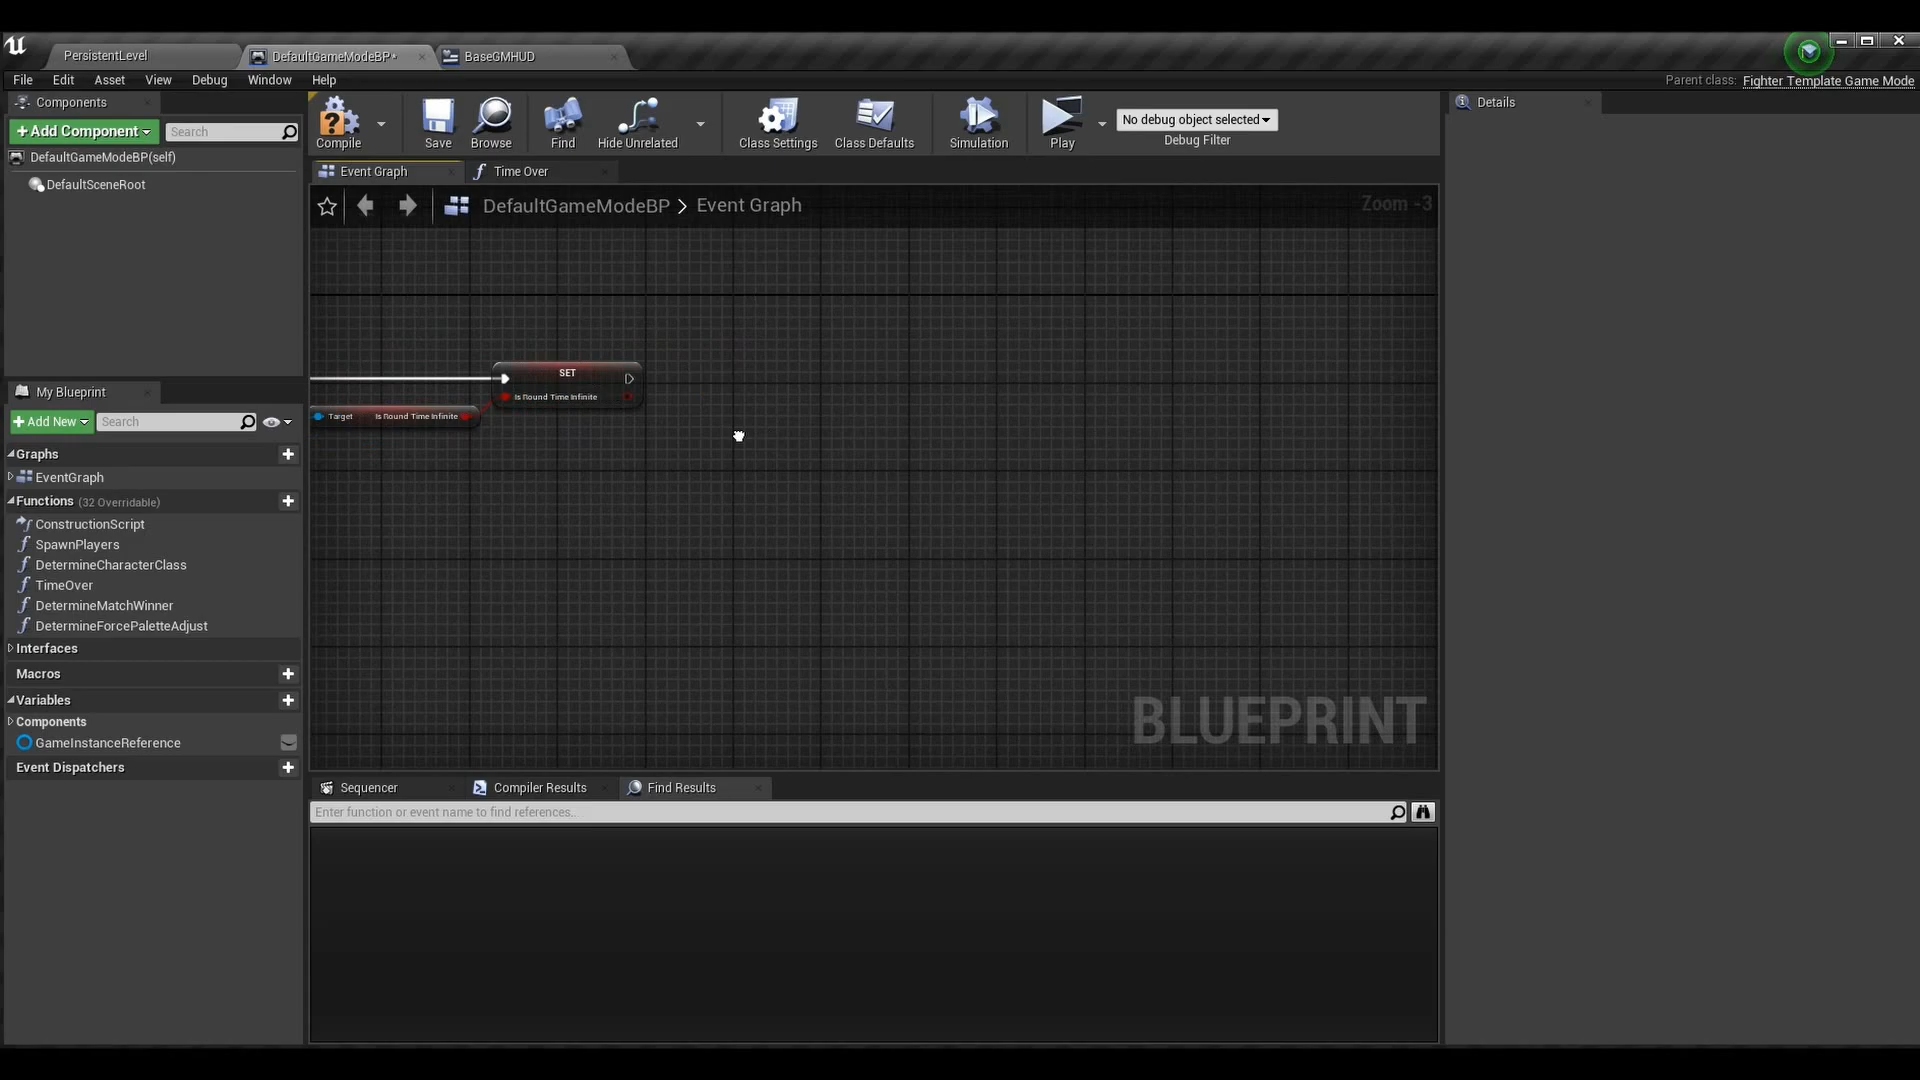 PersistentLevel
DefaultGameModeBP*
BaseGMHUD
File Edit Asset View Debug Window Help
Parent class: Fighter Template Game Mode
Components
Details
+Add Component
Search
Compile
Save
Browse
Find
Hide Unrelated
Class Settings
Class Defaults
Simulation
Play
No debug object selected
Debug Filter
DefaultGameModeBP(self)
DefaultSceneRoot
Event Graph
Time Over
DefaultGameModeBP > Event Graph
Zoom -3
SET
Is Round Time Infinite
Target Is Round Time Infinite
My Blueprint
+Add New
Search
Graphs
EventGraph
Functions (32 Overridable)
ConstructionScript
SpawnPlayers
DetermineCharacterClass
TimeOver
DetermineMatchWinner
DetermineForcePaletteAdjust
Interfaces
Macros
Variables
Components
GameInstanceReference
Event Dispatchers
BLUEPRINT
Sequencer
Compiler Results
Find Results
Enter function or event name to find references...